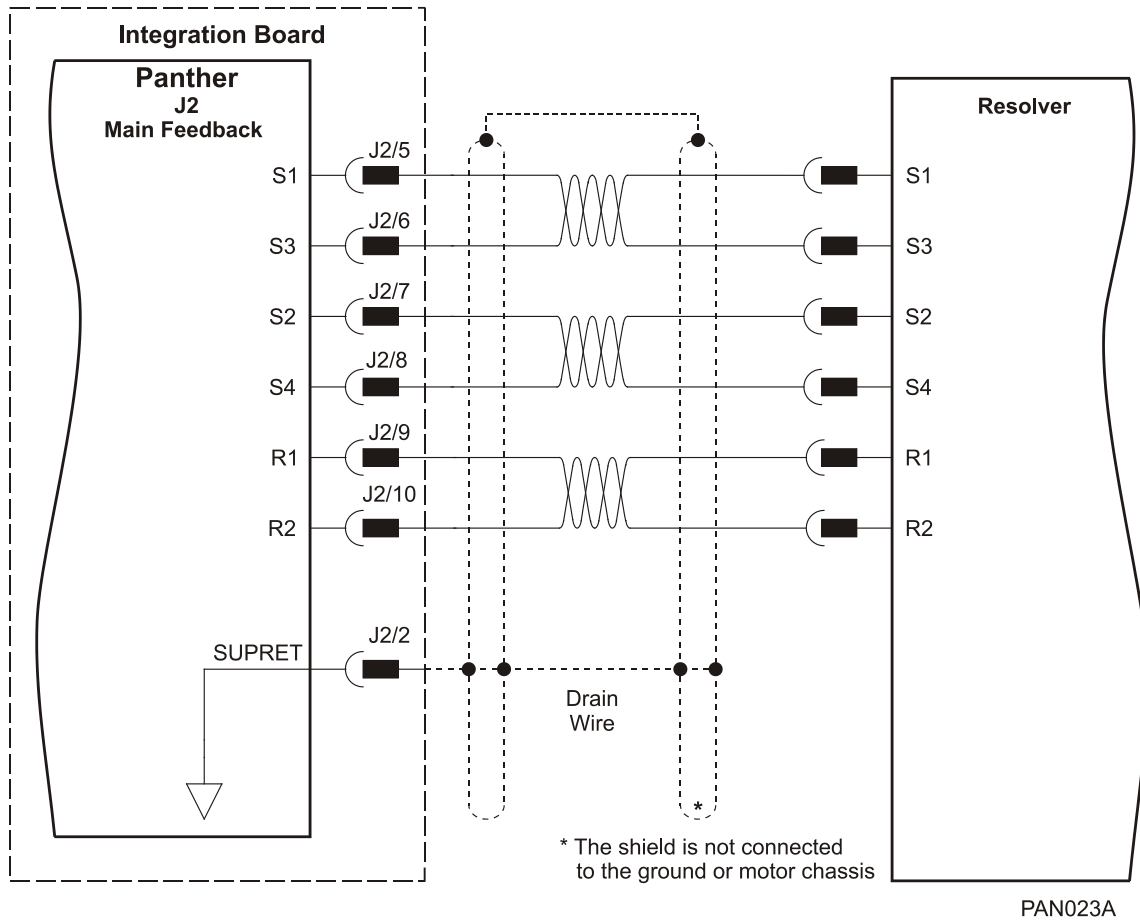 Integration Board
Panther
J2
Main Feedback
Resolver
J2/5
S1
S1
J2/6
S3
S3
J2/7
S2
S2
J2/8
S4
S4
J2/9
R1
R1
J2/10
R2
R2
J2/2
SUPRET
Drain
Wire
*
* The shield is not connected
to the ground or motor chassis
PAN023A